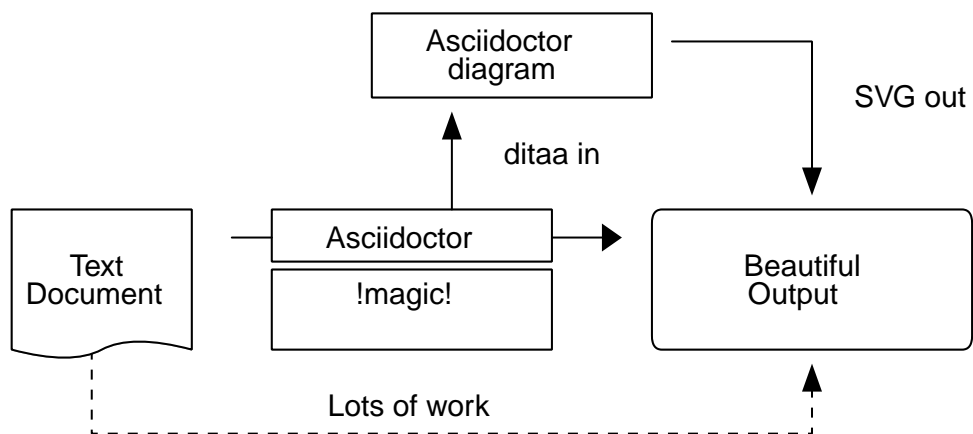 Asciidoctor
diagram
SVG out
ditaa in
Asciidoctor
Text
Document
!magic!
Beautiful
Output
Lots of work